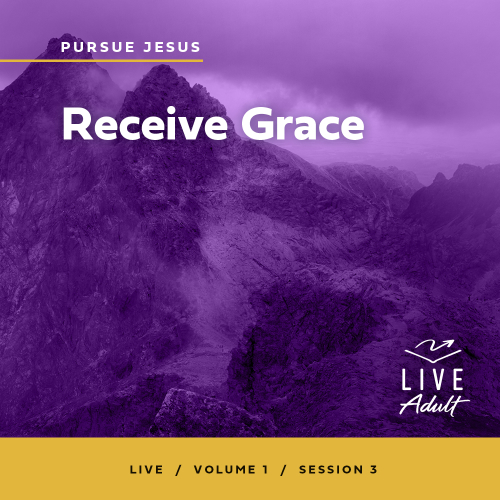 PURSUE JESUS
Receive Grace
LIVE
Adult
LIVE / VOLUME 1 / SESSION 3